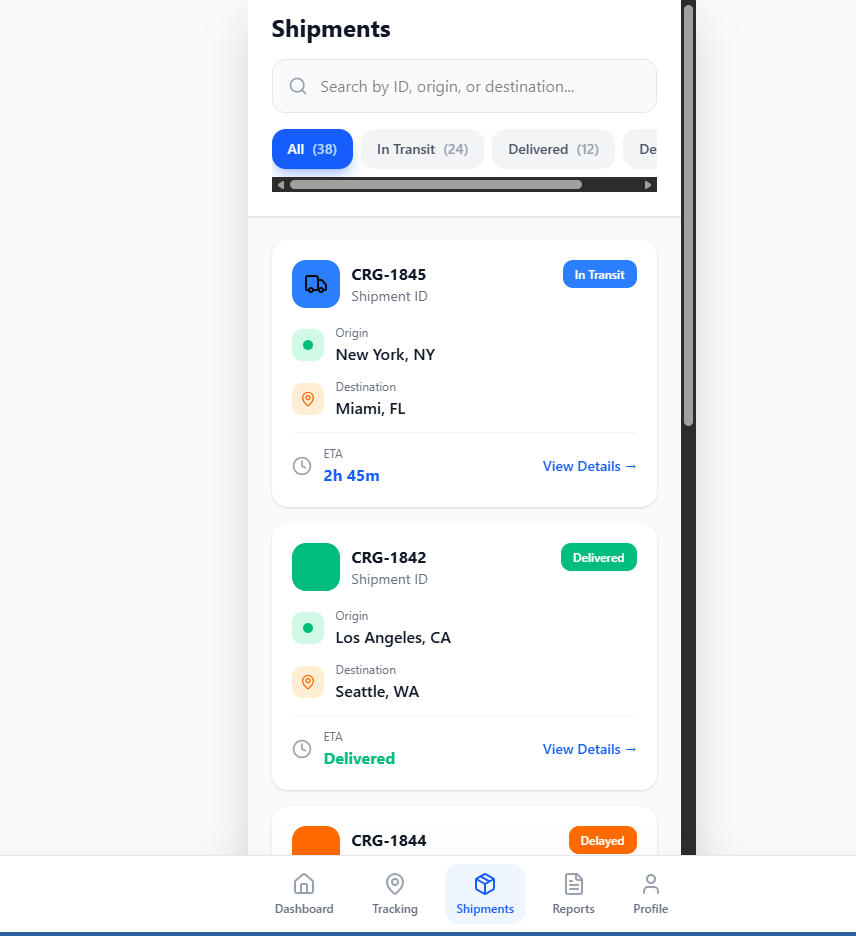 Shipments
Search by ID, origin, or destination...
All (38) In Transit (24) Delivered (12) De
CRG-1845 In Transit
Shipment ID
Origin
New York, NY
Destination
Miami, FL
ETA
2h 45m View Details →
CRG-1842 Delivered
Shipment ID
Origin
Los Angeles, CA
Destination
Seattle, WA
ETA
Delivered View Details →
CRG-1844 Delayed
Dashboard Tracking Shipments Reports Profile